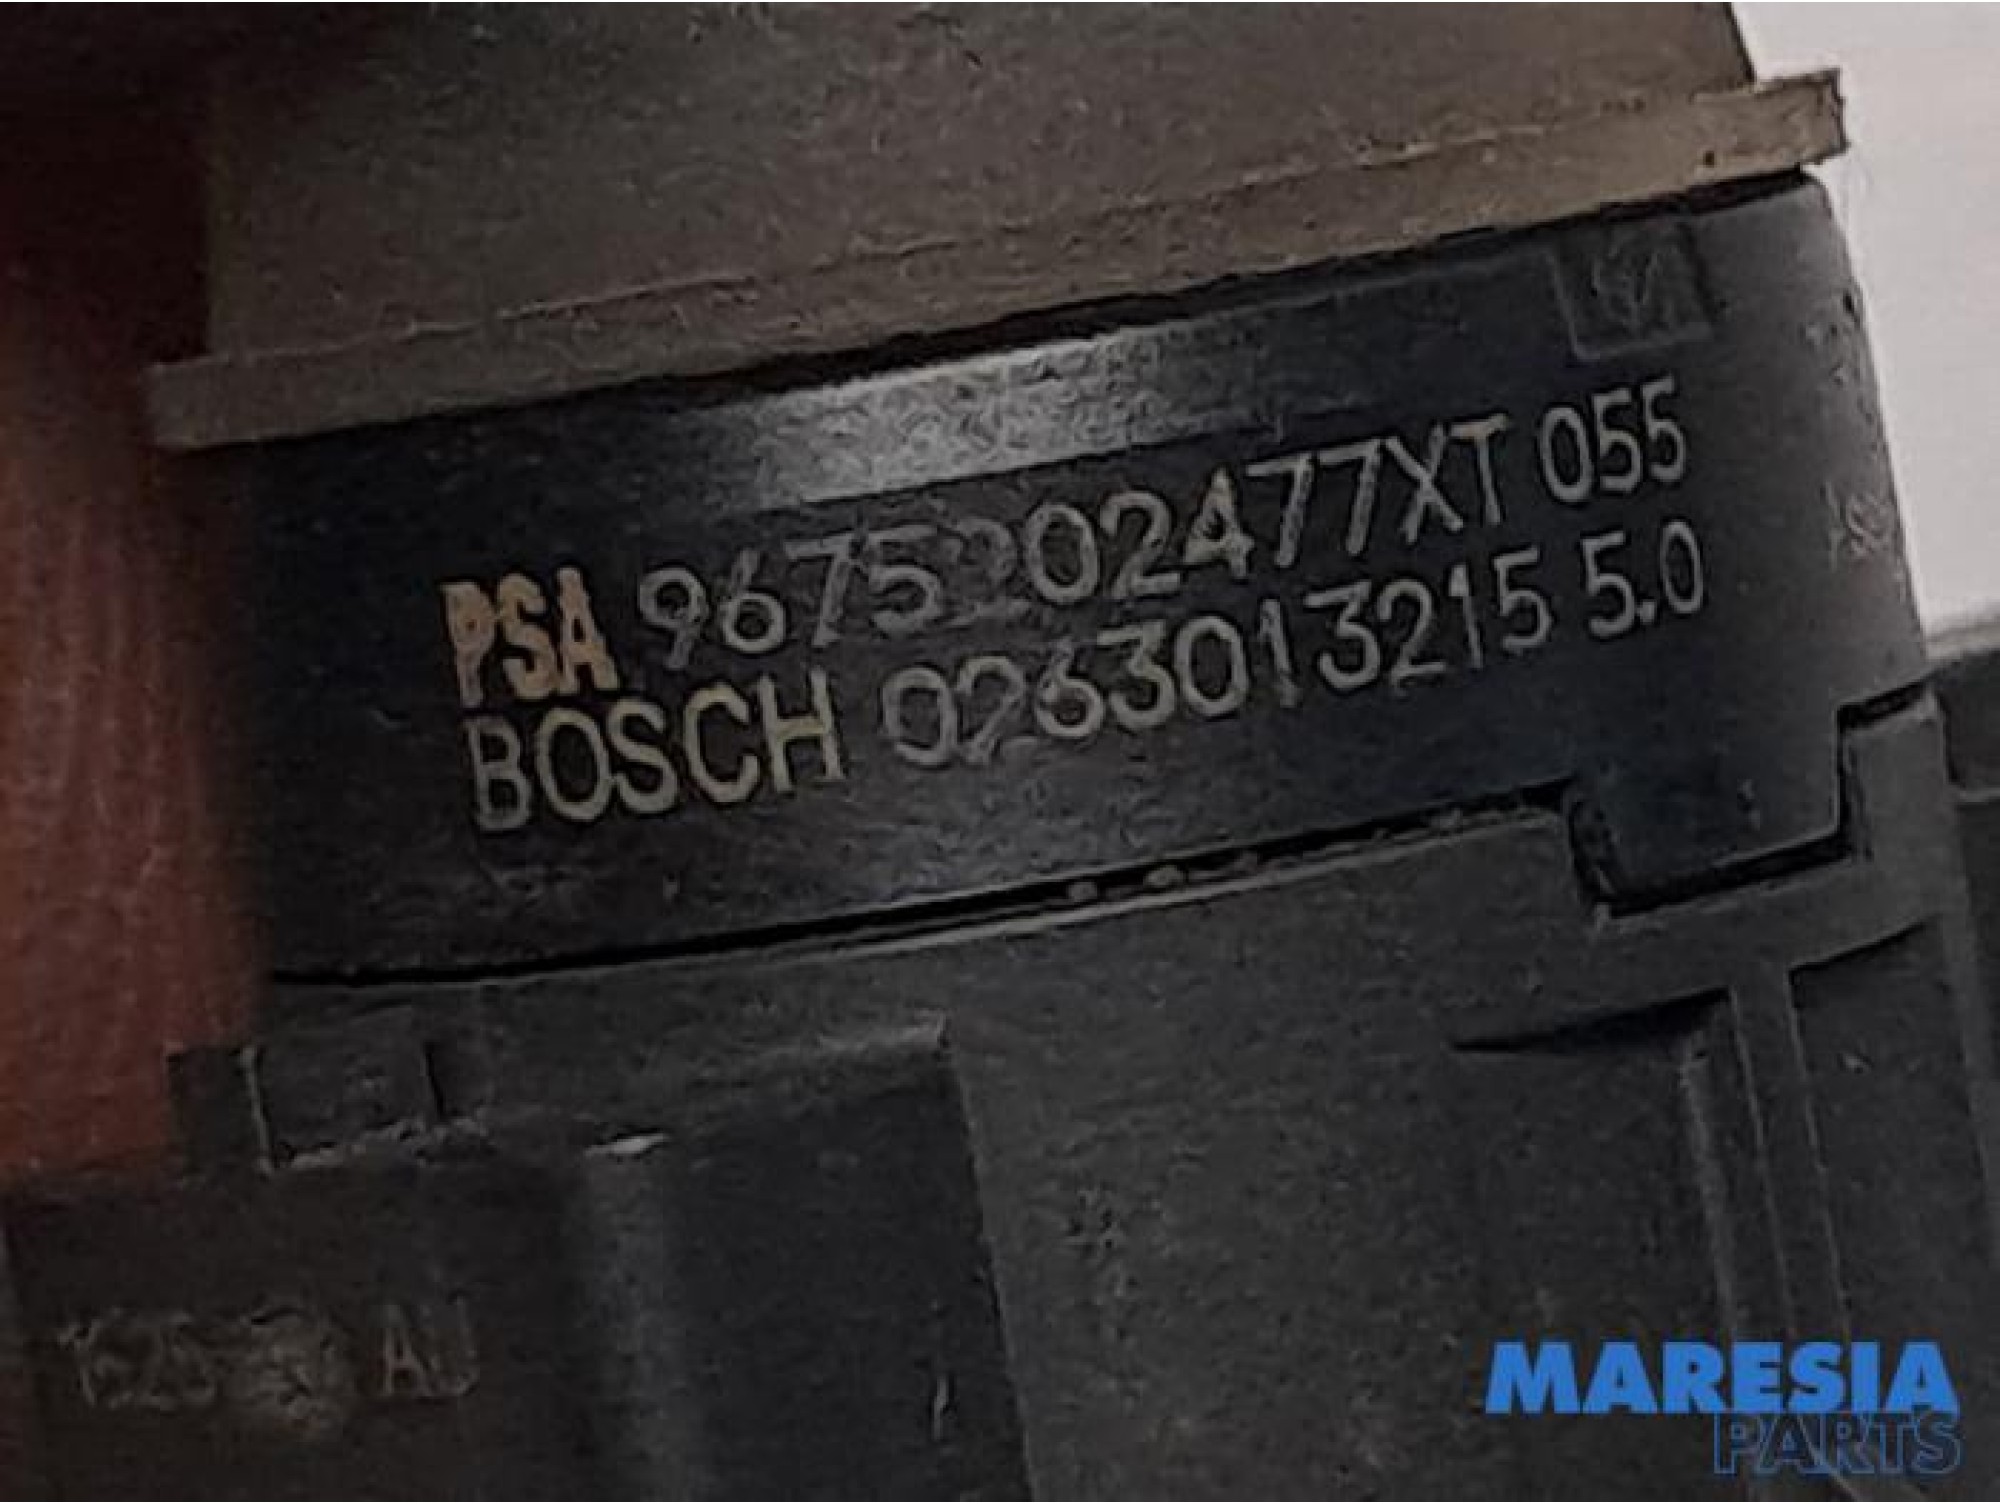 PSA 9675202477XT 055
BOSCH 0263013215 5.0
MARESIA
PARTS